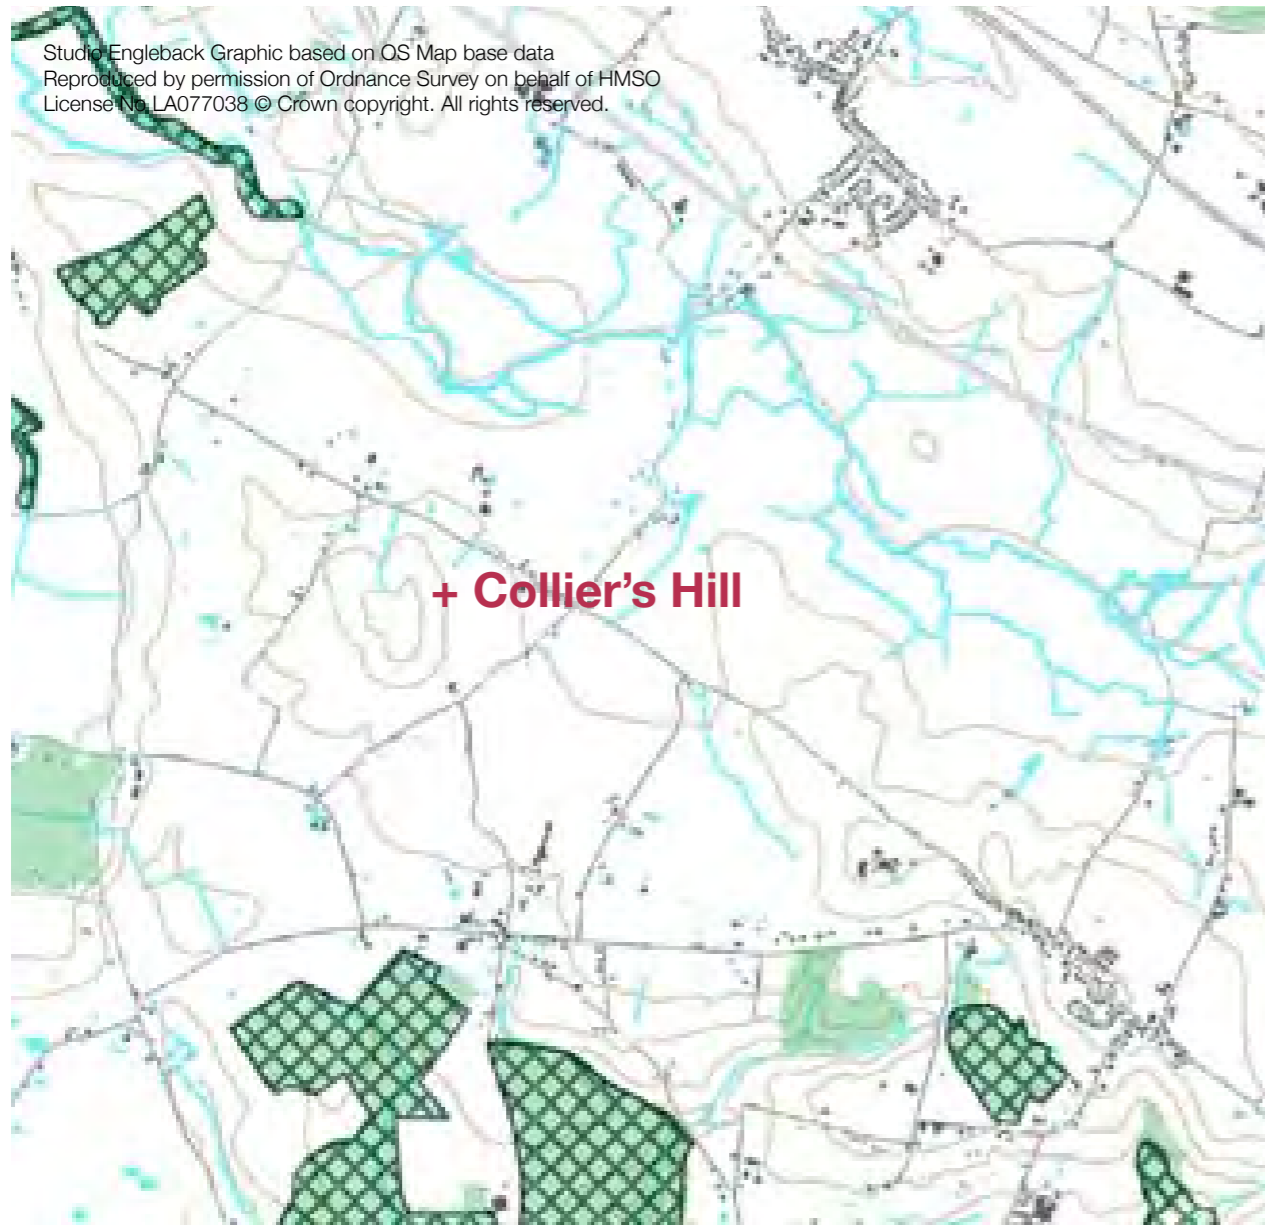 Studio Engleback Graphic based on OS Map base data
Reproduced by permission of Ordnance Survey on behalf of HMSO
License No LA077038 © Crown copyright. All rights reserved.
+ Collier’s Hill